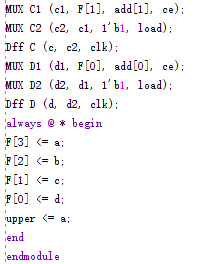 MUX C1 (c1, F[1], add[1], ce);
MUX C2 (c2, c1, 1'b1, load);
Dff C (c, c2, clk);
MUX D1 (d1, F[0], add[0], ce);
MUX D2 (d2, d1, 1'b1, load);
Dff D (d, d2, clk);
always @ * begin
F[3] <= a;
F[2] <= b;
F[1] <= c;
F[0] <= d;
upper <= a;
end
endmodule